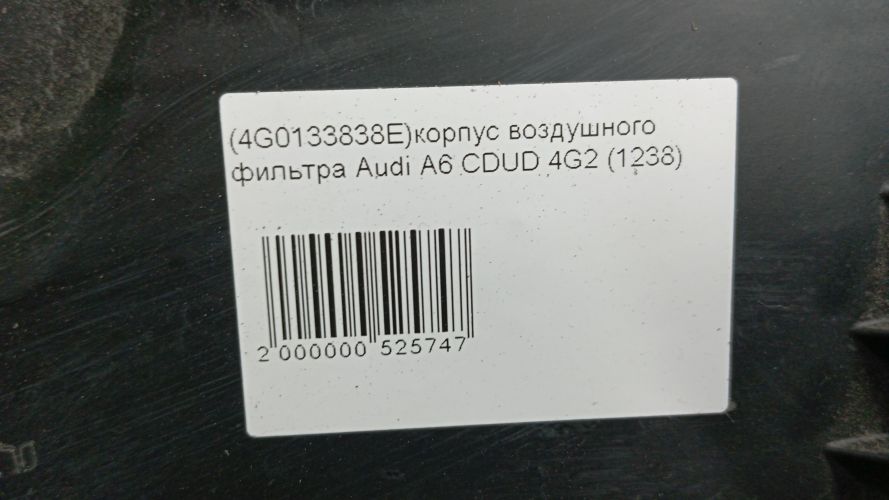 (4G0133838E)корпус воздушного
фильтра Audi A6 CDUD 4G2 (1238)
2 000000 525747